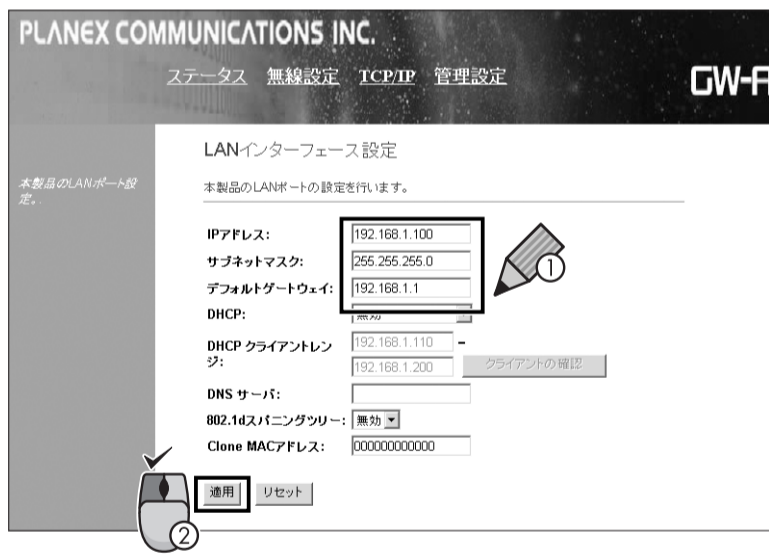 PLANEX COMMUNICATIONS INC.
ステータス 無線設定 TCP/IP 管理設定
GW-
LANインターフェース設定
本製品のLANポート設
定。
本製品のLANポートの設定を行います。
IPアドレス: 192.168.1.100
サブネットマスク: 255.255.255.0
デフォルトゲートウェイ: 192.168.1.1
①
DHCP: 無効
DHCP クライアントレン
ジ:
192.168.1.110 –
192.168.1.200
クライアントの確認
DNS サーバ:
802.1dスパニングツリー: 無効
Clone MACアドレス: 000000000000
適用 リセット
②